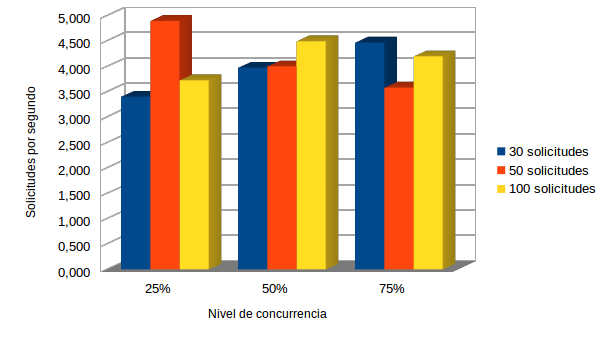 5,000
4,500
4,000
3,500
3,000
2,500
2,000
1,500
1,000
0,500
0,000
Solicitudes por segundo
25% 50% 75%
Nivel de concurrencia
30 solicitudes
50 solicitudes
100 solicitudes